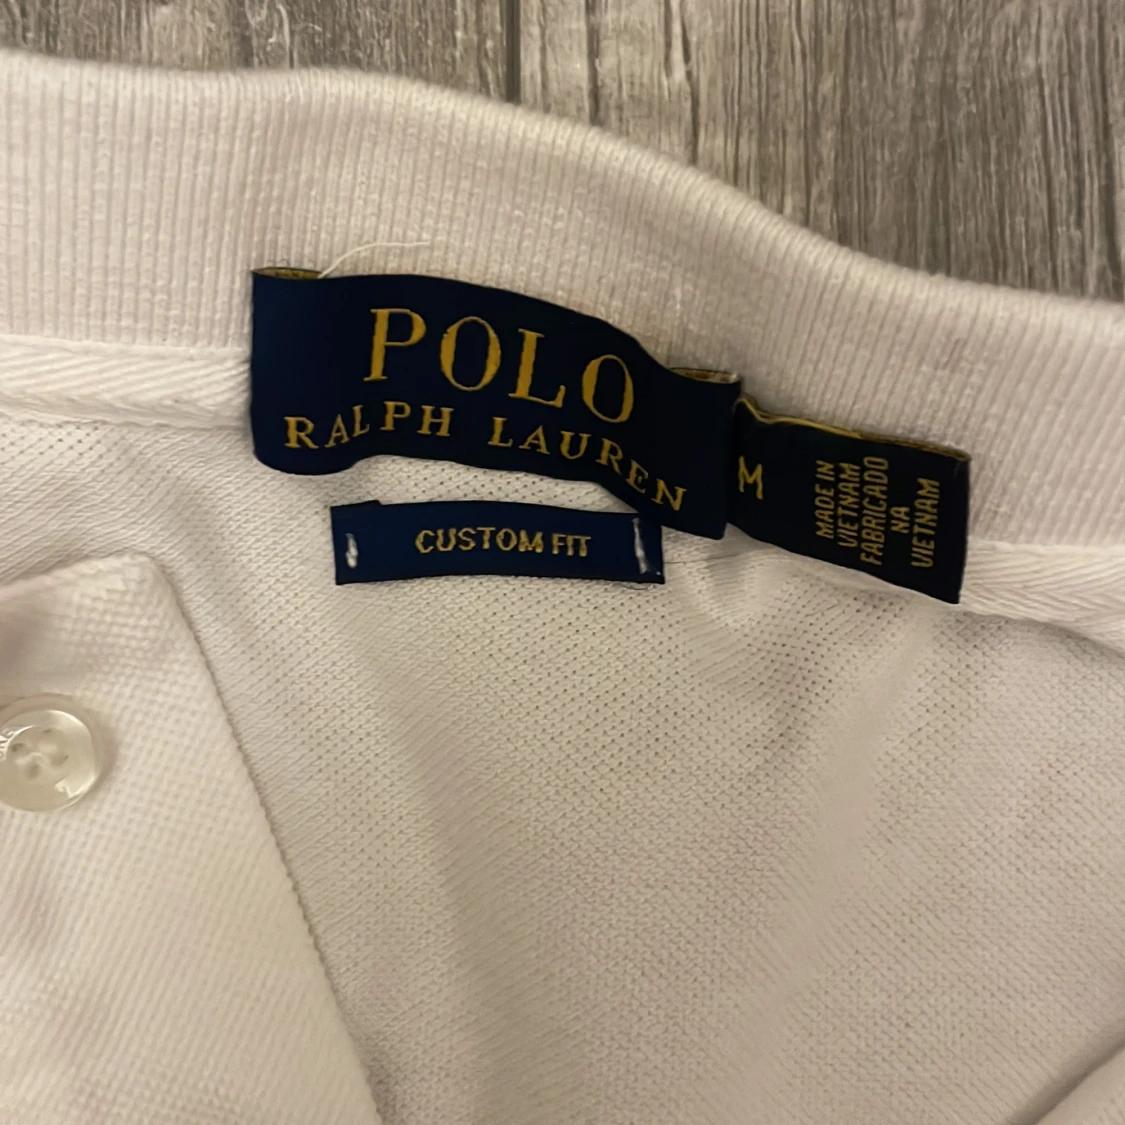 POLO
RALPH LAUREN
M
MADE IN
VIETNAM
FABRICADO
NA
VIETNAM
CUSTOM FIT